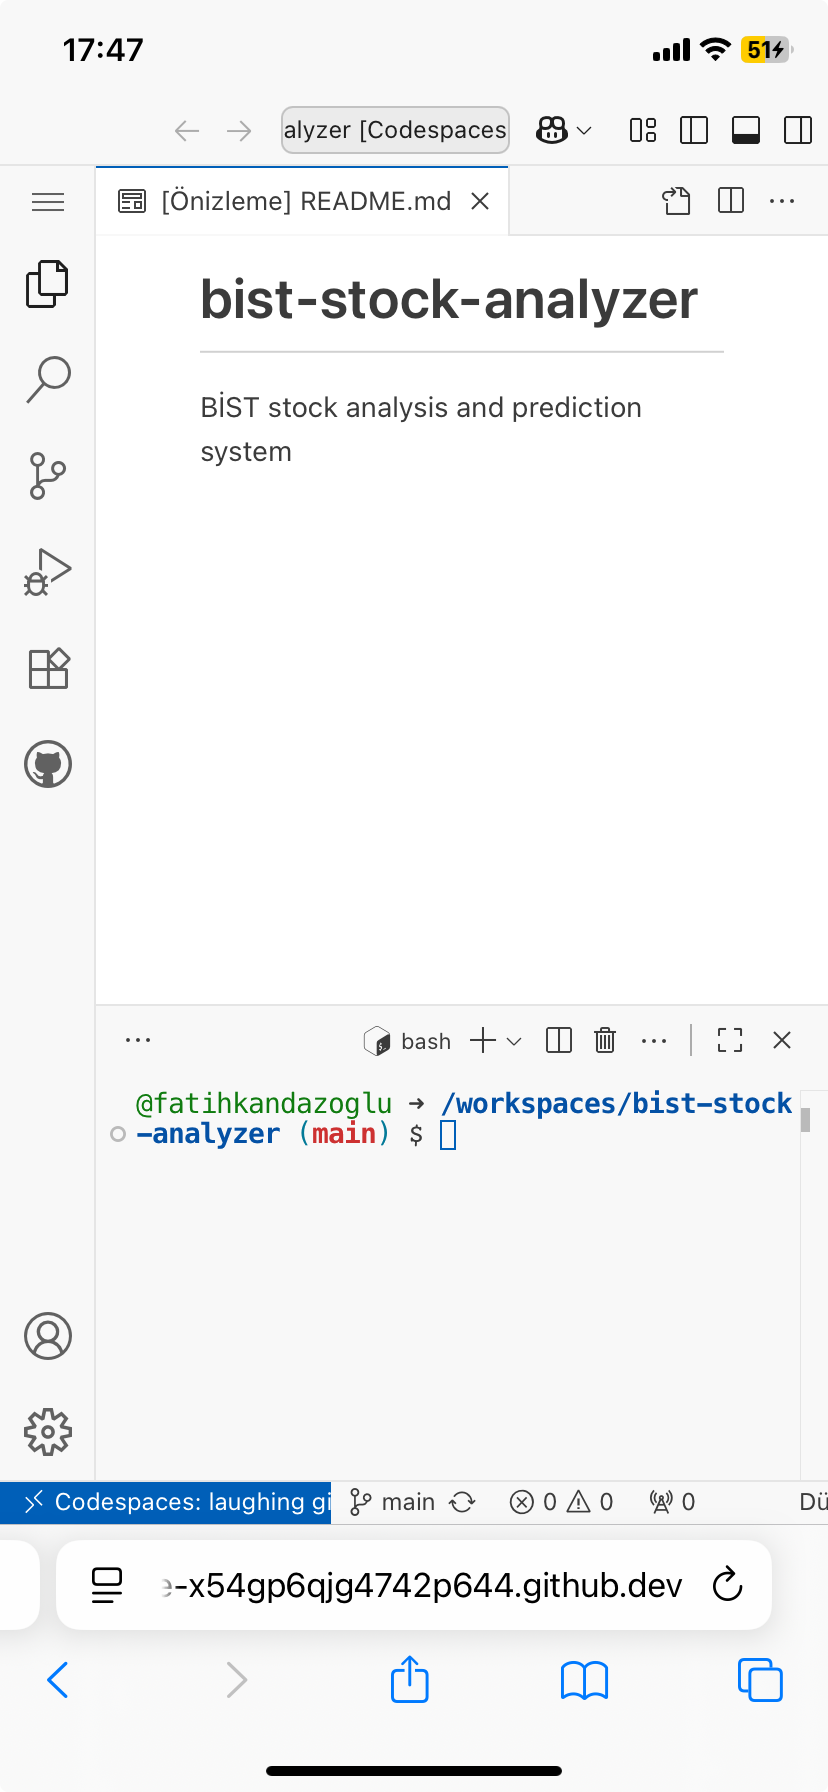 17:47
51
alyzer [Codespaces
[Önizleme] README.md
bist-stock-analyzer
BİST stock analysis and prediction
system
bash
@fatihkandazoglu → /workspaces/bist-stock
-analyzer (main) $
Codespaces: laughing gi
main
0
0
0
Dü
e-x54gp6qjg4742p644.github.dev